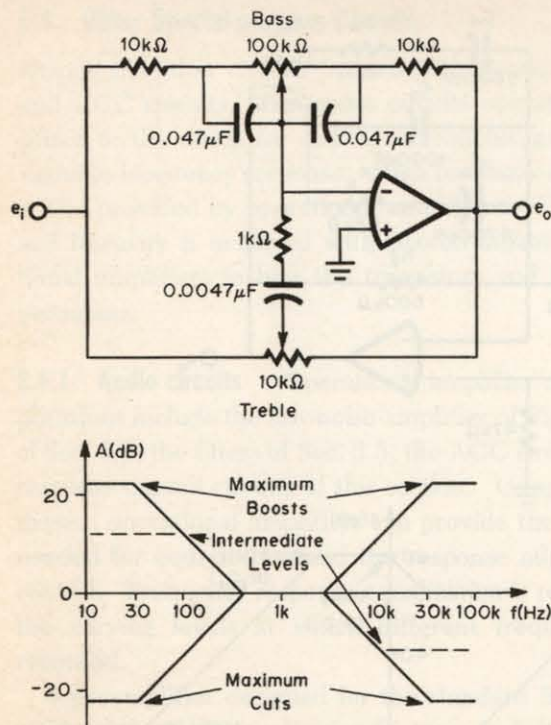 Bass
10kΩ 100kΩ 10kΩ
0.047μF 0.047μF
ei eo
-
+
1kΩ
0.0047μF
10kΩ
Treble
A(dB)
20
Maximum
Boosts
Intermediate
Levels
0
10 30 1k 10k 30k 100k f(Hz)
Maximum
Cuts
-20